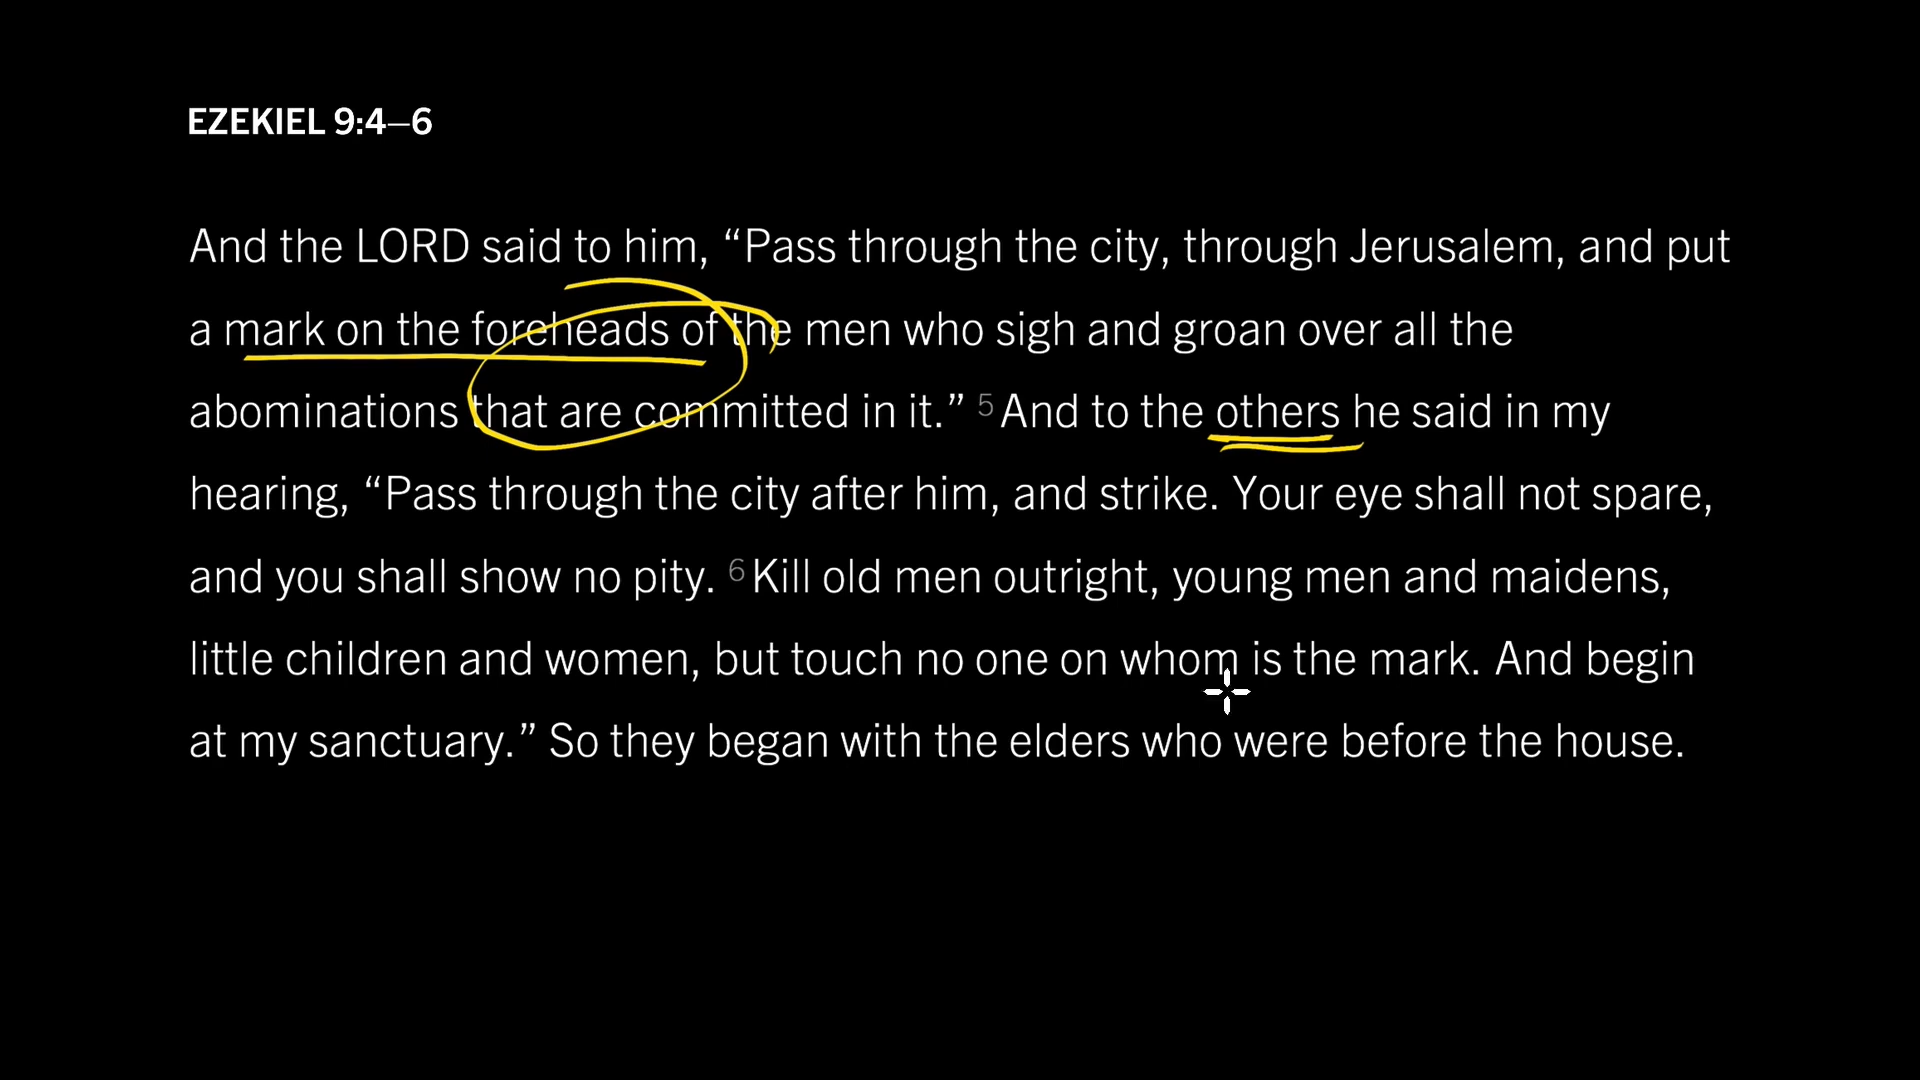 EZEKIEL 9:4–6
And the LORD said to him, “Pass through the city, through Jerusalem, and put
a mark on the foreheads of the men who sigh and groan over all the
abominations that are committed in it.” 5 And to the others he said in my
hearing, “Pass through the city after him, and strike. Your eye shall not spare,
and you shall show no pity. 6 Kill old men outright, young men and maidens,
little children and women, but touch no one on whom is the mark. And begin
at my sanctuary.” So they began with the elders who were before the house.